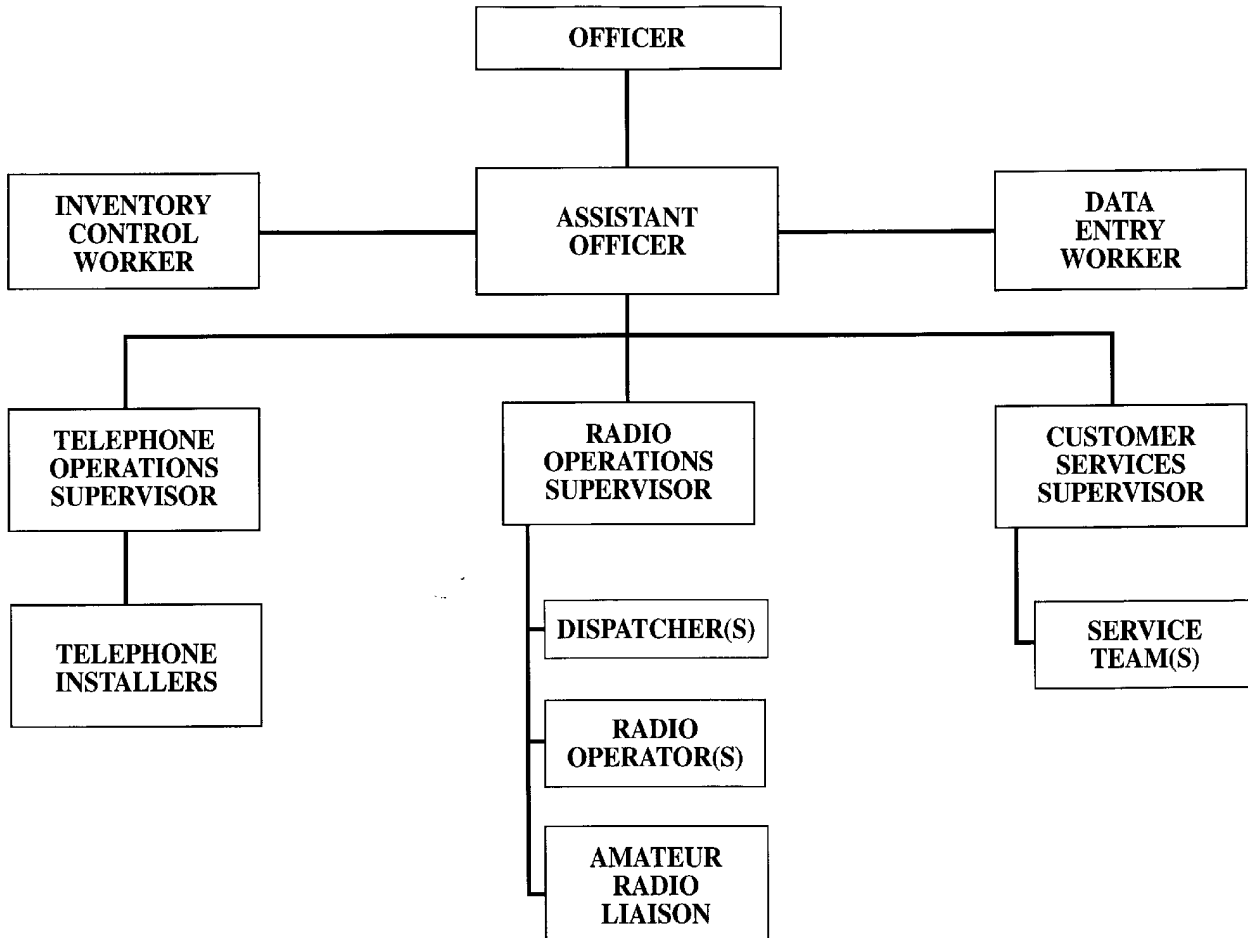 OFFICER
INVENTORY
CONTROL
WORKER
ASSISTANT
OFFICER
DATA
ENTRY
WORKER
TELEPHONE
OPERATIONS
SUPERVISOR
RADIO
OPERATIONS
SUPERVISOR
CUSTOMER
SERVICES
SUPERVISOR
TELEPHONE
INSTALLERS
DISPATCHER(S)
RADIO
OPERATOR(S)
AMATEUR
RADIO
LIAISON
SERVICE
TEAM(S)